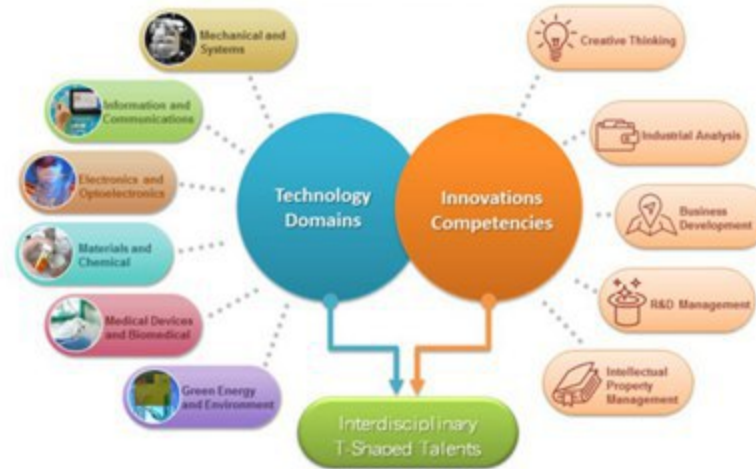 Mechanical and
Systems
Information and
Communications
Electronics and
Optoelectronics
Materials and
Chemical
Medical Devices
and Biomedical
Green Energy
and Environment
Technology
Domains
Innovations
Competencies
Creative Thinking
Industrial Analysis
Business
Development
R&D Management
Intellectual
Property
Management
Interdisciplinary
T-Shaped Talents